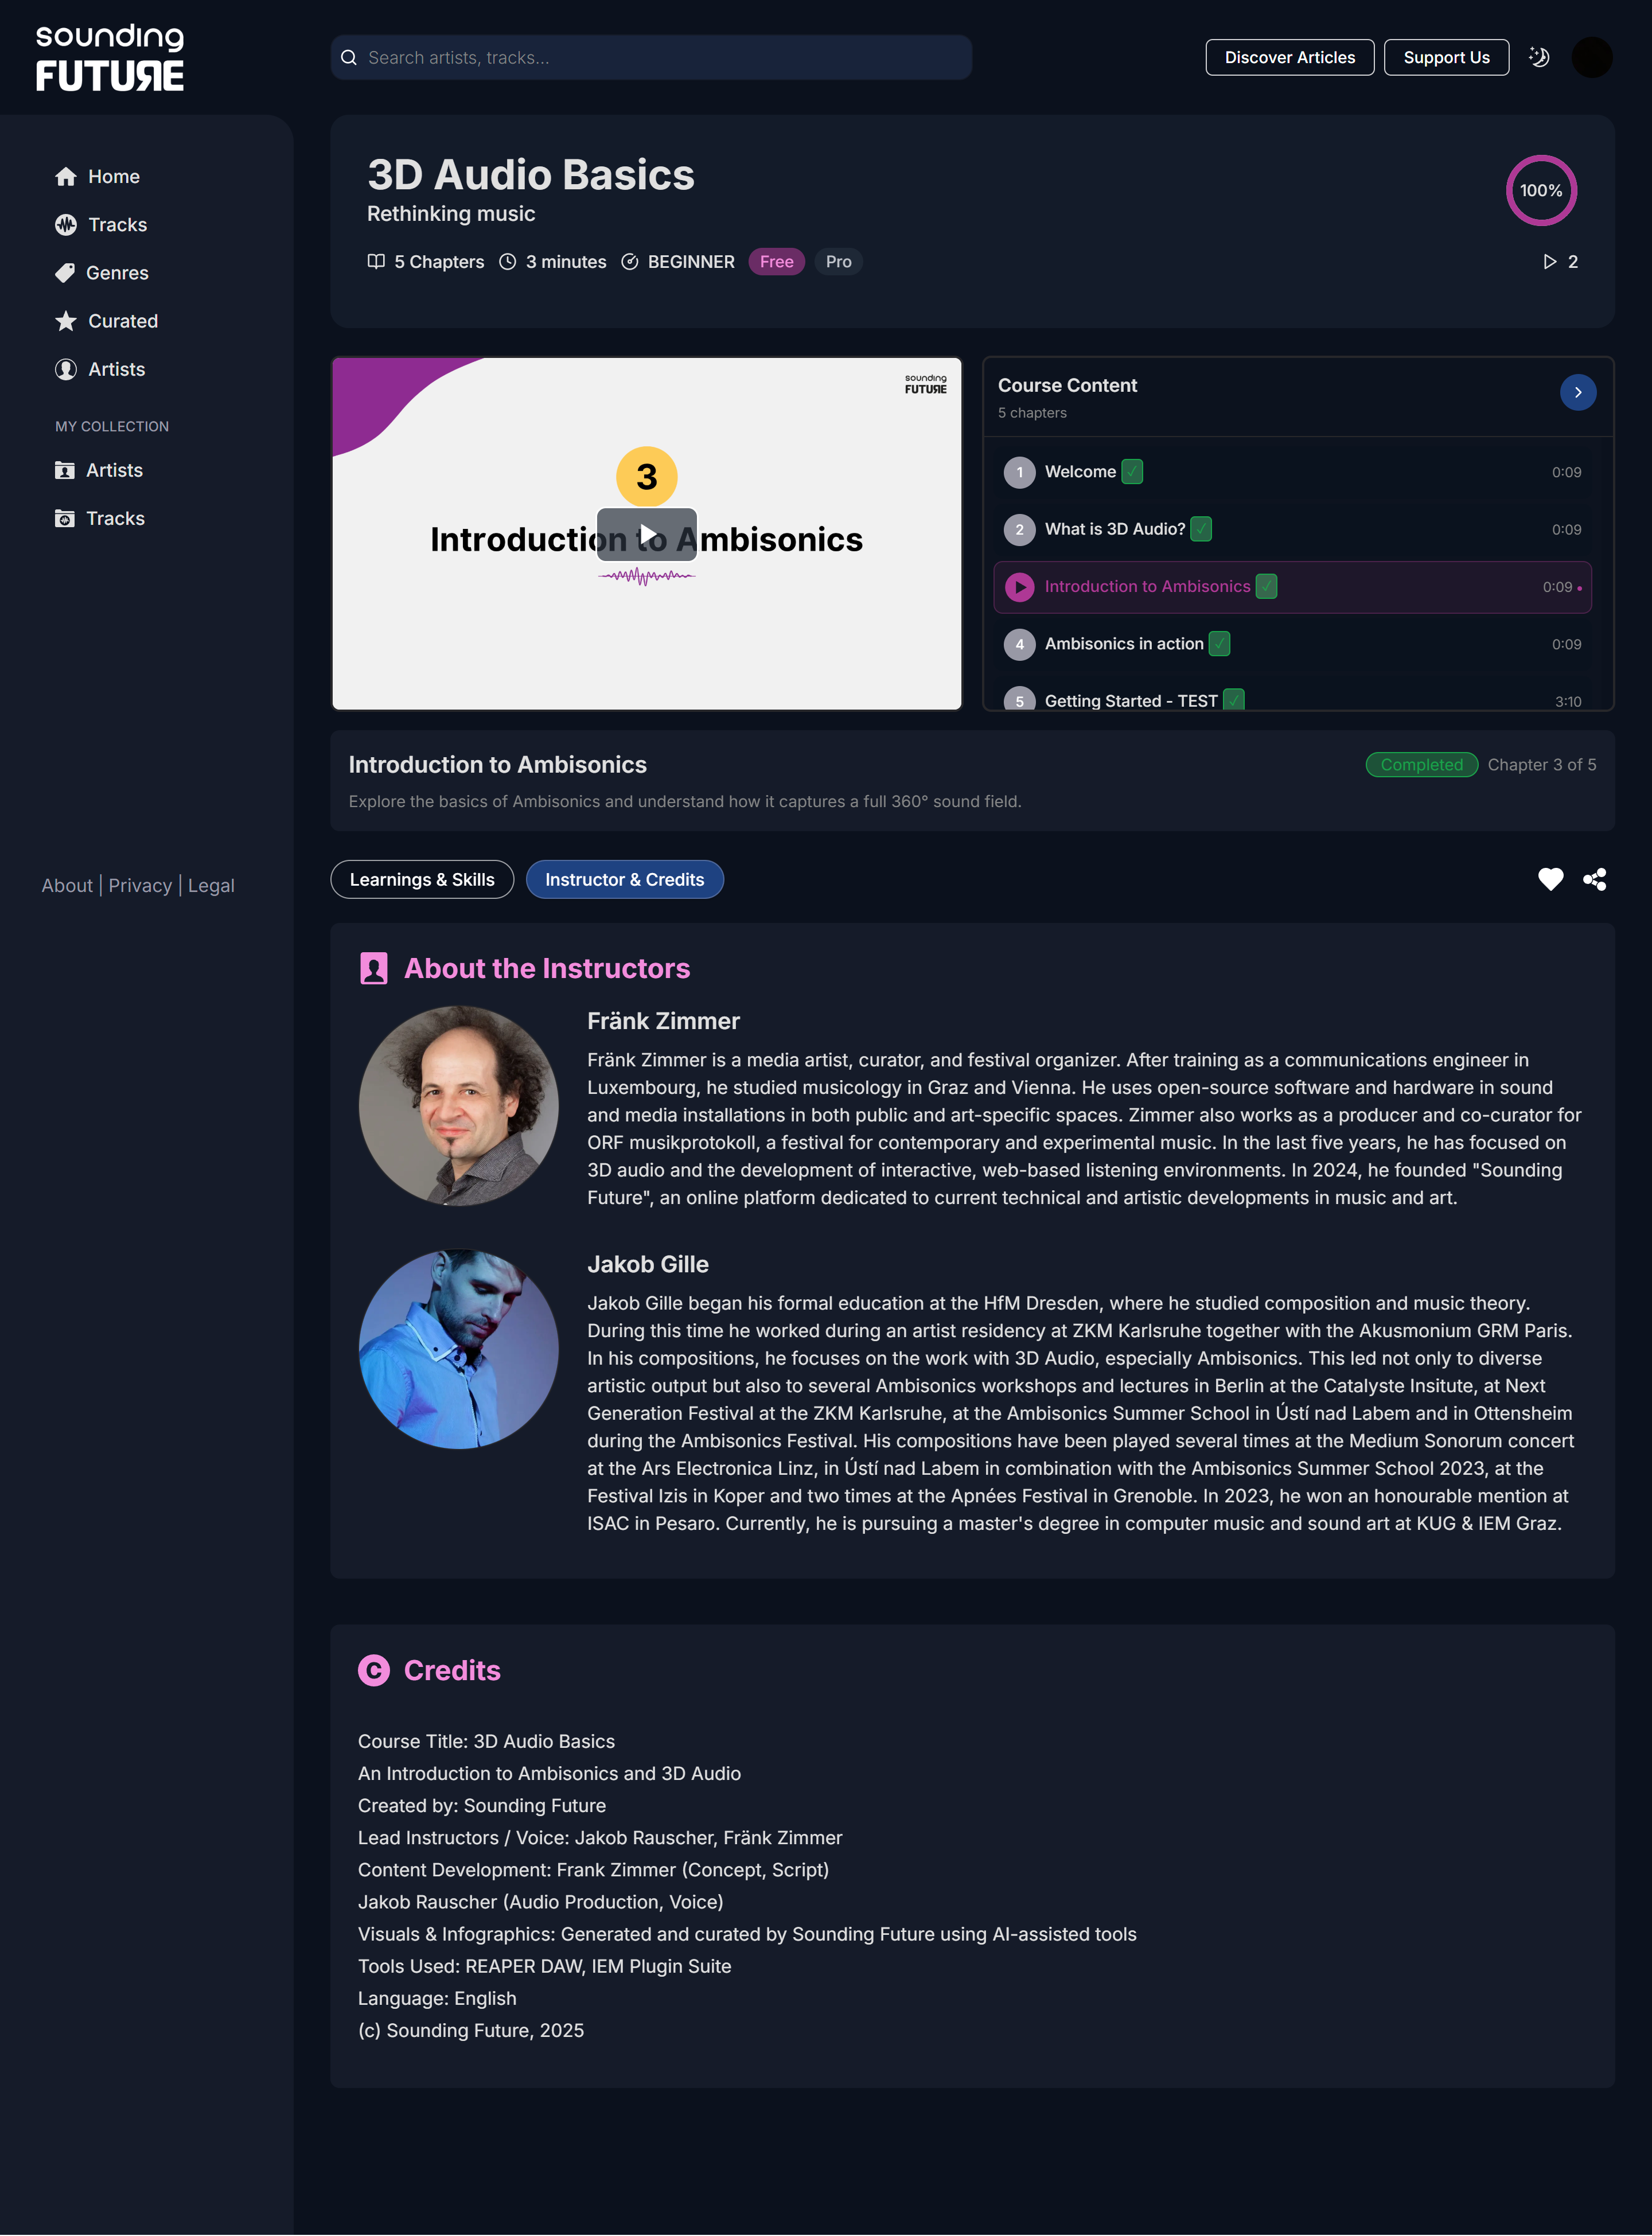 sounding
FUTURE
Search artists, tracks...
Discover Articles
Support Us
Home
Tracks
Genres
Curated
Artists
MY COLLECTION
Artists
Tracks
About | Privacy | Legal
3D Audio Basics
Rethinking music
100%
5 Chapters
3 minutes
BEGINNER
Free
Pro
2
sounding
FUTURE
3
Introduction to Ambisonics
Course Content
5 chapters
1 Welcome ✓ 0:09
2 What is 3D Audio? ✓ 0:09
Introduction to Ambisonics ✓ 0:09 •
4 Ambisonics in action ✓ 0:09
5 Getting Started - TEST ✓ 3:10
Introduction to Ambisonics
Completed
Chapter 3 of 5
Explore the basics of Ambisonics and understand how it captures a full 360° sound field.
Learnings & Skills
Instructor & Credits
About the Instructors
Fränk Zimmer
Fränk Zimmer is a media artist, curator, and festival organizer. After training as a communications engineer in
Luxembourg, he studied musicology in Graz and Vienna. He uses open-source software and hardware in sound
and media installations in both public and art-specific spaces. Zimmer also works as a producer and co-curator for
ORF musikprotokoll, a festival for contemporary and experimental music. In the last five years, he has focused on
3D audio and the development of interactive, web-based listening environments. In 2024, he founded "Sounding
Future", an online platform dedicated to current technical and artistic developments in music and art.
Jakob Gille
Jakob Gille began his formal education at the HfM Dresden, where he studied composition and music theory.
During this time he worked during an artist residency at ZKM Karlsruhe together with the Akusmonium GRM Paris.
In his compositions, he focuses on the work with 3D Audio, especially Ambisonics. This led not only to diverse
artistic output but also to several Ambisonics workshops and lectures in Berlin at the Catalyste Insitute, at Next
Generation Festival at the ZKM Karlsruhe, at the Ambisonics Summer School in Ústí nad Labem and in Ottensheim
during the Ambisonics Festival. His compositions have been played several times at the Medium Sonorum concert
at the Ars Electronica Linz, in Ústí nad Labem in combination with the Ambisonics Summer School 2023, at the
Festival Izis in Koper and two times at the Apnées Festival in Grenoble. In 2023, he won an honourable mention at
ISAC in Pesaro. Currently, he is pursuing a master's degree in computer music and sound art at KUG & IEM Graz.
C Credits
Course Title: 3D Audio Basics
An Introduction to Ambisonics and 3D Audio
Created by: Sounding Future
Lead Instructors / Voice: Jakob Rauscher, Fränk Zimmer
Content Development: Frank Zimmer (Concept, Script)
Jakob Rauscher (Audio Production, Voice)
Visuals & Infographics: Generated and curated by Sounding Future using AI-assisted tools
Tools Used: REAPER DAW, IEM Plugin Suite
Language: English
(c) Sounding Future, 2025